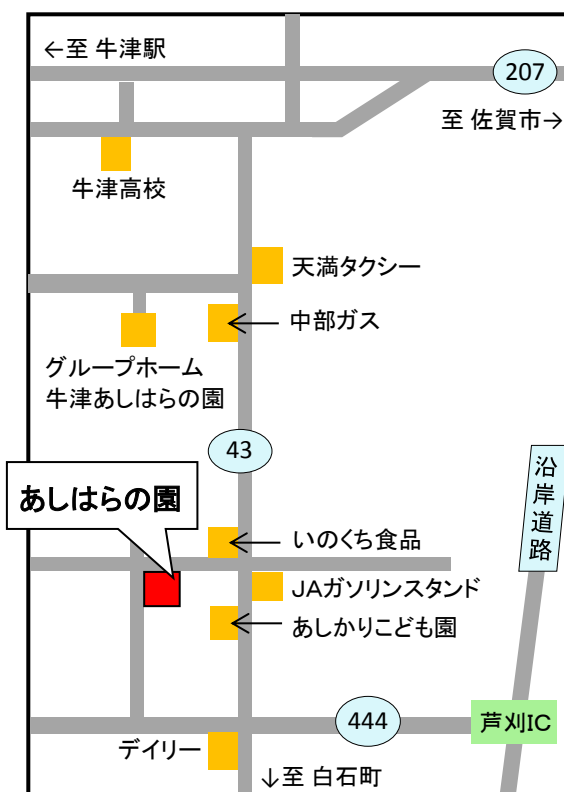 ←至 牛津駅
207
至 佐賀市→
牛津高校
天満タクシー
中部ガス
グループホーム
牛津あしはらの園
43
沿岸道路
あしはらの園
いのくち食品
JAガソリンスタンド
あしかりこども園
444
芦刈IC
デイリー
↓至 白石町